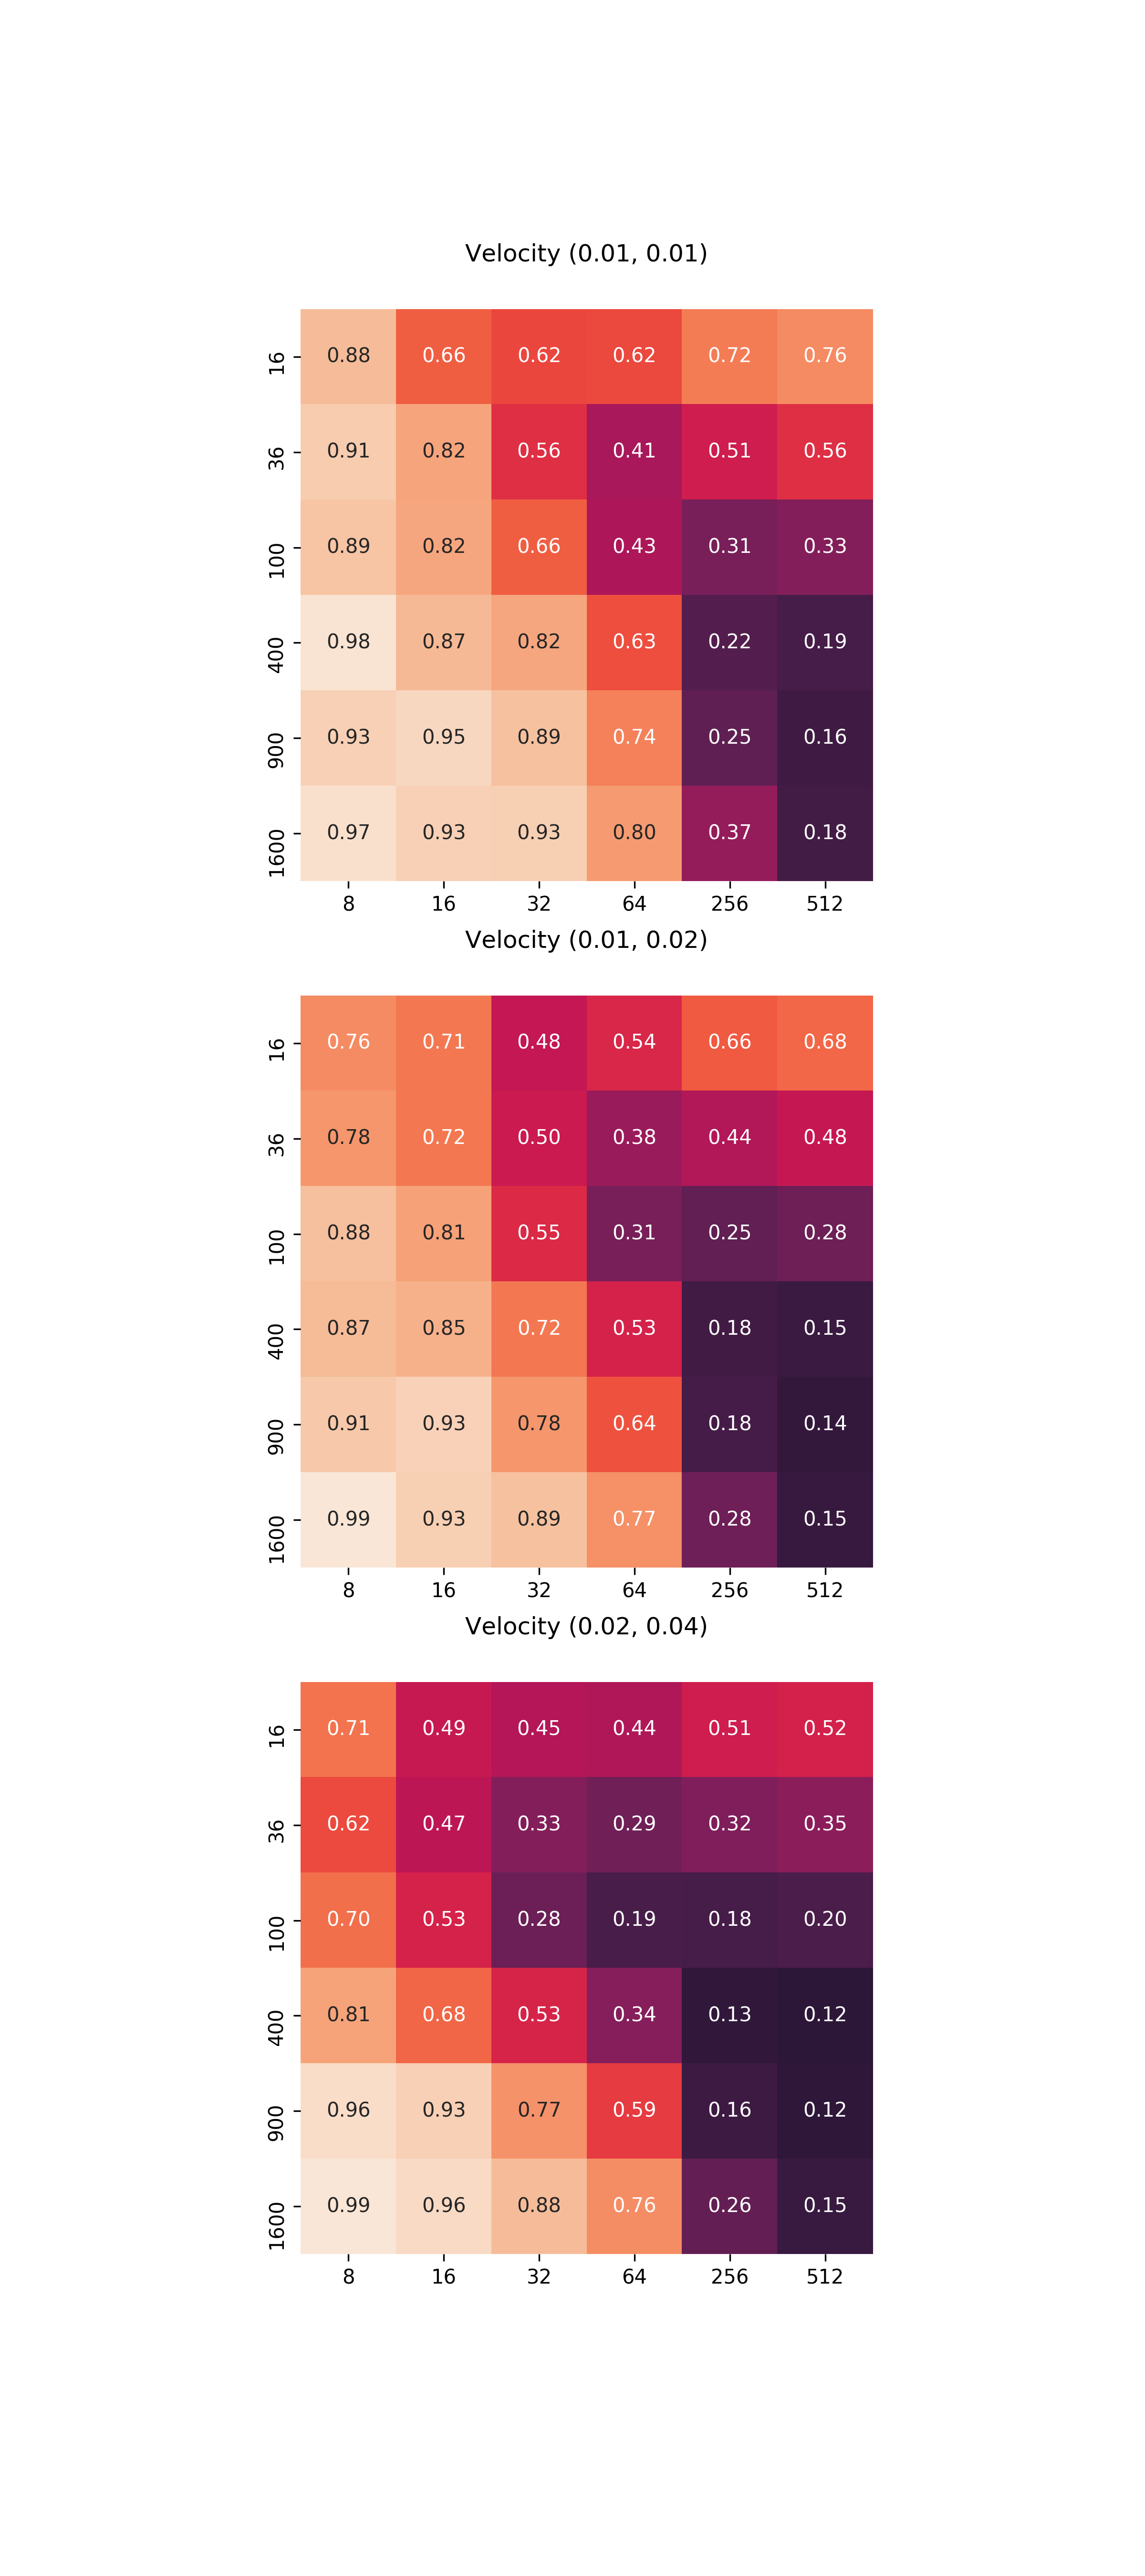 Velocity (0.01, 0.01)
16 0.88 0.66 0.62 0.62 0.72 0.76
36 0.91 0.82 0.56 0.41 0.51 0.56
100 0.89 0.82 0.66 0.43 0.31 0.33
400 0.98 0.87 0.82 0.63 0.22 0.19
900 0.93 0.95 0.89 0.74 0.25 0.16
1600 0.97 0.93 0.93 0.80 0.37 0.18
8 16 32 64 256 512
Velocity (0.01, 0.02)
16 0.76 0.71 0.48 0.54 0.66 0.68
36 0.78 0.72 0.50 0.38 0.44 0.48
100 0.88 0.81 0.55 0.31 0.25 0.28
400 0.87 0.85 0.72 0.53 0.18 0.15
900 0.91 0.93 0.78 0.64 0.18 0.14
1600 0.99 0.93 0.89 0.77 0.28 0.15
8 16 32 64 256 512
Velocity (0.02, 0.04)
16 0.71 0.49 0.45 0.44 0.51 0.52
36 0.62 0.47 0.33 0.29 0.32 0.35
100 0.70 0.53 0.28 0.19 0.18 0.20
400 0.81 0.68 0.53 0.34 0.13 0.12
900 0.96 0.93 0.77 0.59 0.16 0.12
1600 0.99 0.96 0.88 0.76 0.26 0.15
8 16 32 64 256 512